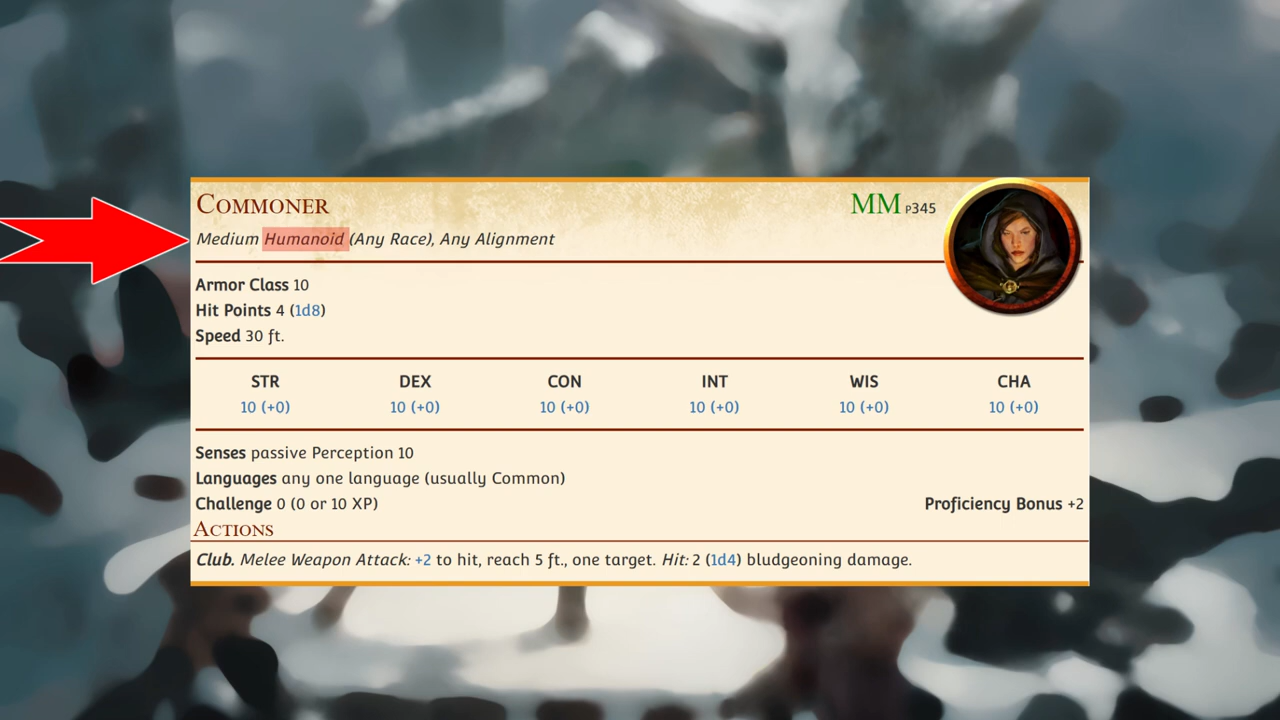 Commoner
MM P345
Medium Humanoid (Any Race), Any Alignment
Armor Class 10
Hit Points 4 (1d8)
Speed 30 ft.
STR DEX CON INT WIS CHA
10 (+0) 10 (+0) 10 (+0) 10 (+0) 10 (+0) 10 (+0)
Senses passive Perception 10
Languages any one language (usually Common)
Challenge 0 (0 or 10 XP) Proficiency Bonus +2
Actions
Club. Melee Weapon Attack: +2 to hit, reach 5 ft., one target. Hit: 2 (1d4) bludgeoning damage.